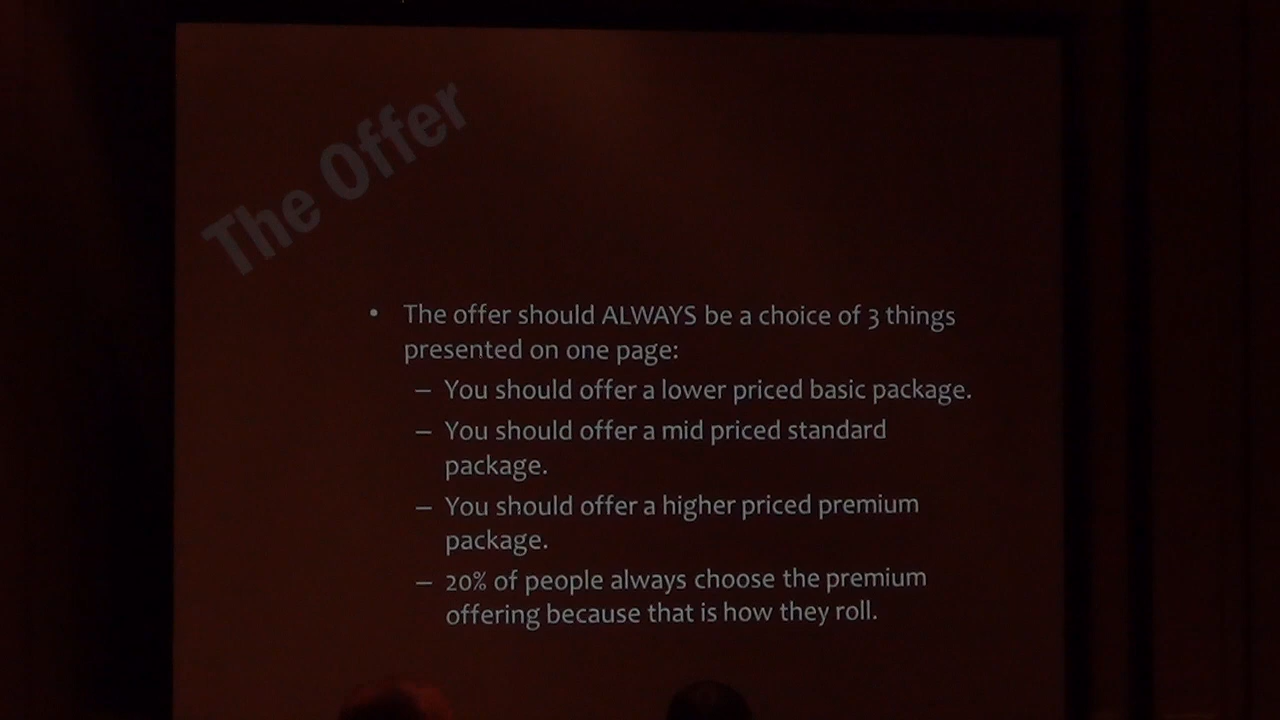 The Offer
• The offer should ALWAYS be a choice of 3 things
presented on one page:
– You should offer a lower priced basic package.
– You should offer a mid priced standard
package.
– You should offer a higher priced premium
package.
– 20% of people always choose the premium
offering because that is how they roll.